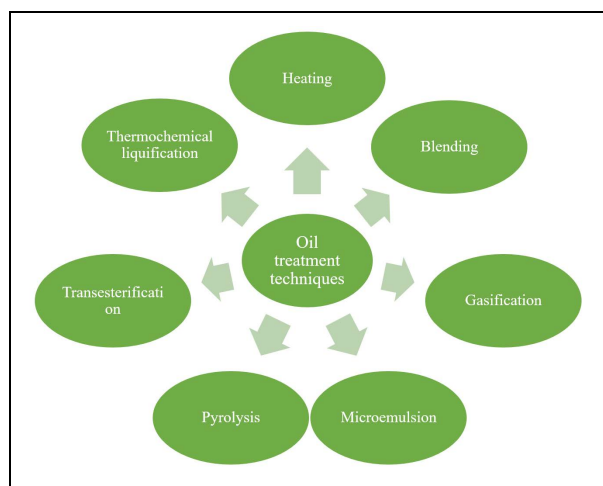 Heating
Thermochemical
liquification
Blending
Oil
treatment
techniques
Transesterificati
on
Gasification
Pyrolysis
Microemulsion